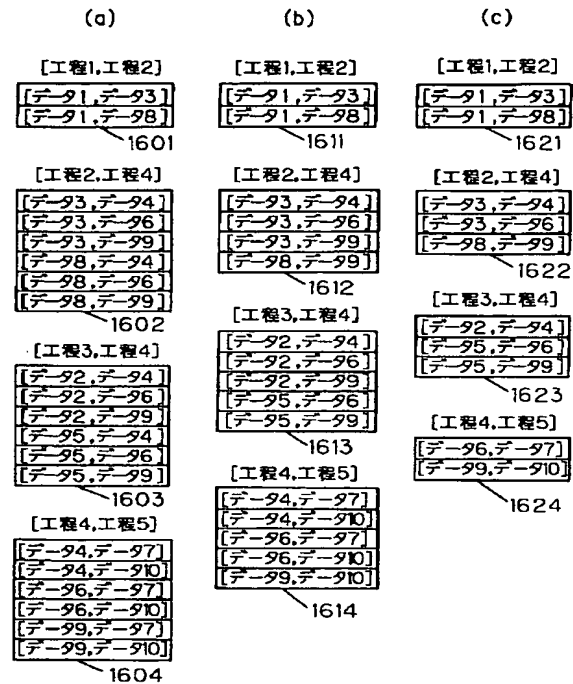 (a)
[工程1,工程2]
[データ1,データ3]
[データ1,データ8]
1601
[工程2,工程4]
[データ3,データ4]
[データ3,データ6]
[データ3,データ9]
[データ8,データ4]
[データ8,データ6]
[データ8,データ9]
1602
[工程3,工程4]
[データ2,データ4]
[データ2,データ6]
[データ2,データ9]
[データ5,データ4]
[データ5,データ6]
[データ5,データ9]
1603
[工程4,工程5]
[データ4,データ7]
[データ4,データ10]
[データ6,データ7]
[データ6,データ10]
[データ9,データ7]
[データ9,データ10]
1604
(b)
[工程1,工程2]
[データ1,データ3]
[データ1,データ8]
1611
[工程2,工程4]
[データ3,データ4]
[データ3,データ6]
[データ3,データ9]
[データ8,データ9]
1612
[工程3,工程4]
[データ2,データ4]
[データ2,データ6]
[データ2,データ9]
[データ5,データ6]
[データ5,データ9]
1613
[工程4,工程5]
[データ4,データ7]
[データ4,データ10]
[データ6,データ7]
[データ6,データ10]
[データ9,データ10]
1614
(c)
[工程1,工程2]
[データ1,データ3]
[データ1,データ8]
1621
[工程2,工程4]
[データ3,データ4]
[データ3,データ6]
[データ8,データ9]
1622
[工程3,工程4]
[データ2,データ4]
[データ5,データ6]
[データ5,データ9]
1623
[工程4,工程5]
[データ6,データ7]
[データ9,データ10]
1624